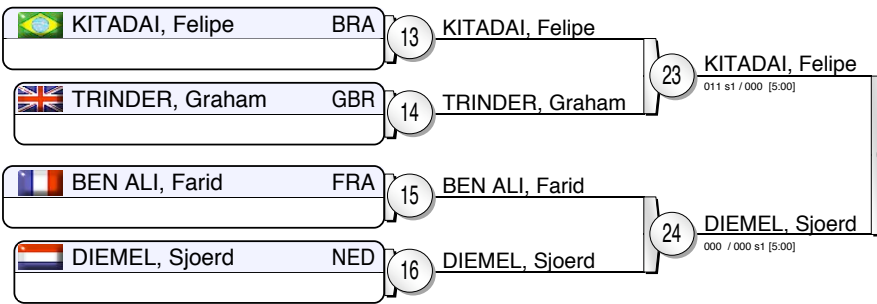 KITADAI, Felipe BRA
13
KITADAI, Felipe
TRINDER, Graham GBR
14
TRINDER, Graham
23
KITADAI, Felipe
011 s1 / 000 [5:00]
BEN ALI, Farid FRA
15
BEN ALI, Farid
DIEMEL, Sjoerd NED
16
DIEMEL, Sjoerd
24
DIEMEL, Sjoerd
000 / 000 s1 [5:00]